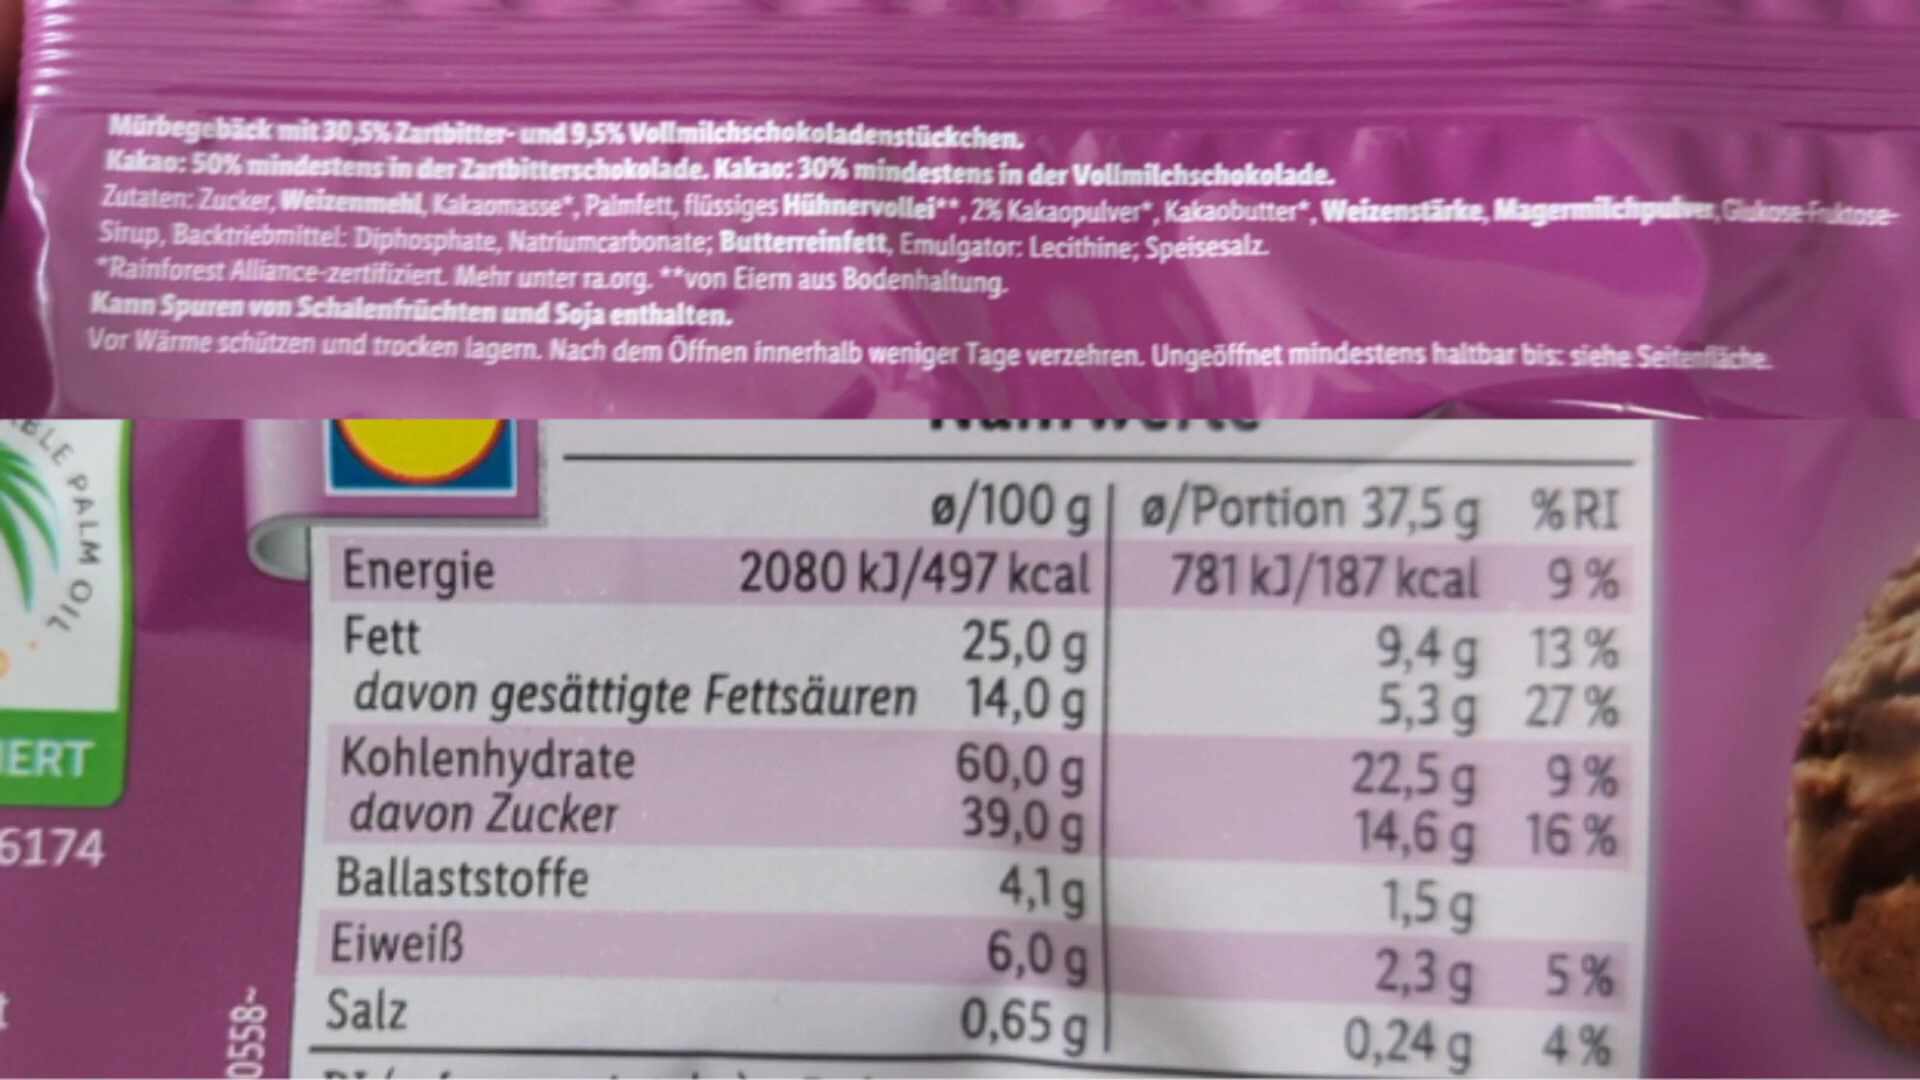 Mürbegebäck mit 30,5% Zartbitter- und 9,5% Vollmilchschokoladenstückchen.
Kakao: 50% mindestens in der Zartbitterschokolade. Kakao: 30% mindestens in der Vollmilchschokolade.
Zutaten: Zucker, Weizenmehl, Kakaomasse*, Palmfett, flüssiges Hühnervollei**, 2% Kakaopulver*, Kakaobutter*, Weizenstärke, Magermilchpulver, Glukose-Fruktose-
Sirup, Backtriebmittel: Diphosphate, Natriumcarbonate; Butterreinfett, Emulgator: Lecithine; Speisesalz.
*Rainforest Alliance-zertifiziert. Mehr unter ra.org. **von Eiern aus Bodenhaltung.
Kann Spuren von Schalenfrüchten und Soja enthalten.
Vor Wärme schützen und trocken lagern. Nach dem Öffnen innerhalb weniger Tage verzehren. Ungeöffnet mindestens haltbar bis: siehe Seitenfläche.
BLE PALM OIL
IERT
6174
0558-
ø/100 g ø/Portion 37,5 g %RI
Energie 2080 kJ/497 kcal 781 kJ/187 kcal 9 %
Fett 25,0 g 9,4 g 13 %
davon gesättigte Fettsäuren 14,0 g 5,3 g 27 %
Kohlenhydrate 60,0 g 22,5 g 9 %
davon Zucker 39,0 g 14,6 g 16 %
Ballaststoffe 4,1 g 1,5 g
Eiweiß 6,0 g 2,3 g 5 %
Salz 0,65 g 0,24 g 4 %